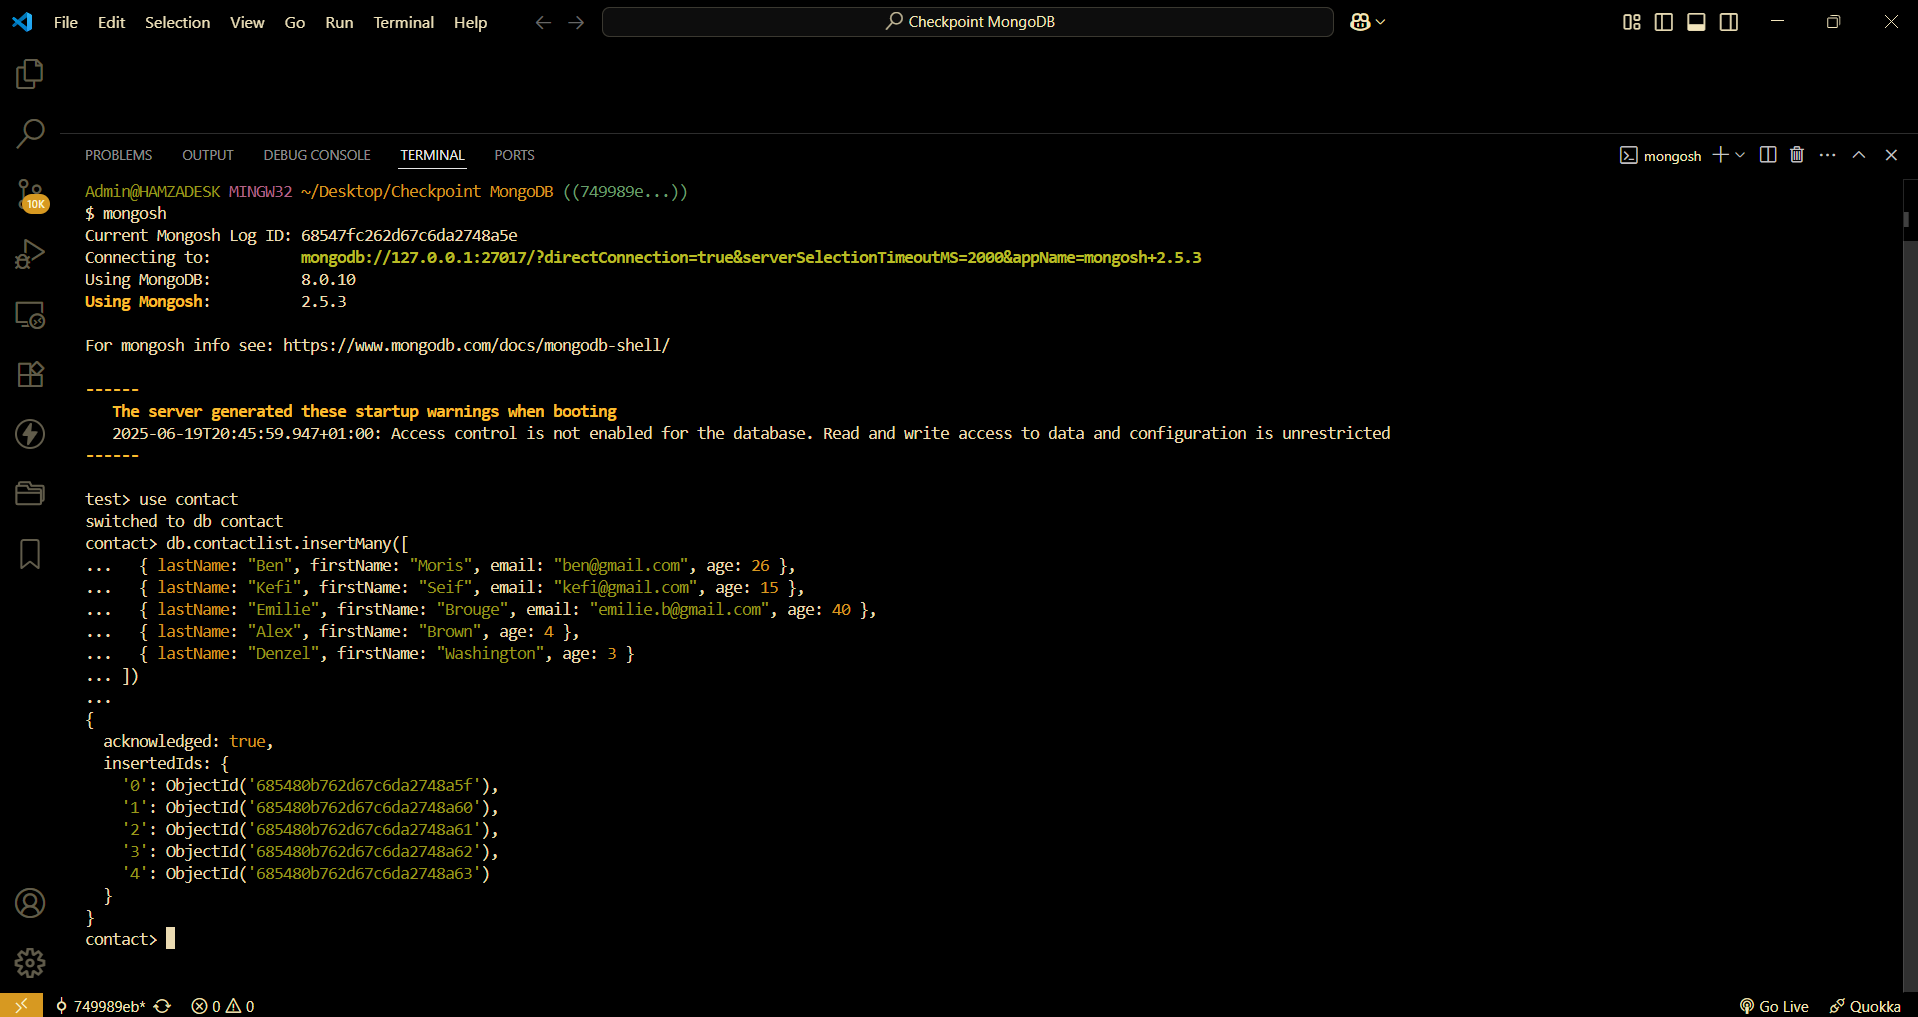 File Edit Selection View Go Run Terminal Help Checkpoint MongoDB
PROBLEMS OUTPUT DEBUG CONSOLE TERMINAL PORTS mongosh
10K
Admin@HAMZADESK MINGW32 ~/Desktop/Checkpoint MongoDB ((749989e...))
$ mongosh
Current Mongosh Log ID: 68547fc262d67c6da2748a5e
Connecting to: mongodb://127.0.0.1:27017/?directConnection=true&serverSelectionTimeoutMS=2000&appName=mongosh+2.5.3
Using MongoDB: 8.0.10
Using Mongosh: 2.5.3
For mongosh info see: https://www.mongodb.com/docs/mongodb-shell/
------
The server generated these startup warnings when booting
2025-06-19T20:45:59.947+01:00: Access control is not enabled for the database. Read and write access to data and configuration is unrestricted
------
test> use contact
switched to db contact
contact> db.contactlist.insertMany([
... { lastName: "Ben", firstName: "Moris", email: "ben@gmail.com", age: 26 },
... { lastName: "Kefi", firstName: "Seif", email: "kefi@gmail.com", age: 15 },
... { lastName: "Emilie", firstName: "Brouge", email: "emilie.b@gmail.com", age: 40 },
... { lastName: "Alex", firstName: "Brown", age: 4 },
... { lastName: "Denzel", firstName: "Washington", age: 3 }
... ])
...
{
acknowledged: true,
insertedIds: {
'0': ObjectId('685480b762d67c6da2748a5f'),
'1': ObjectId('685480b762d67c6da2748a60'),
'2': ObjectId('685480b762d67c6da2748a61'),
'3': ObjectId('685480b762d67c6da2748a62'),
'4': ObjectId('685480b762d67c6da2748a63')
}
}
contact>
749989eb* 0 0 Go Live Quokka